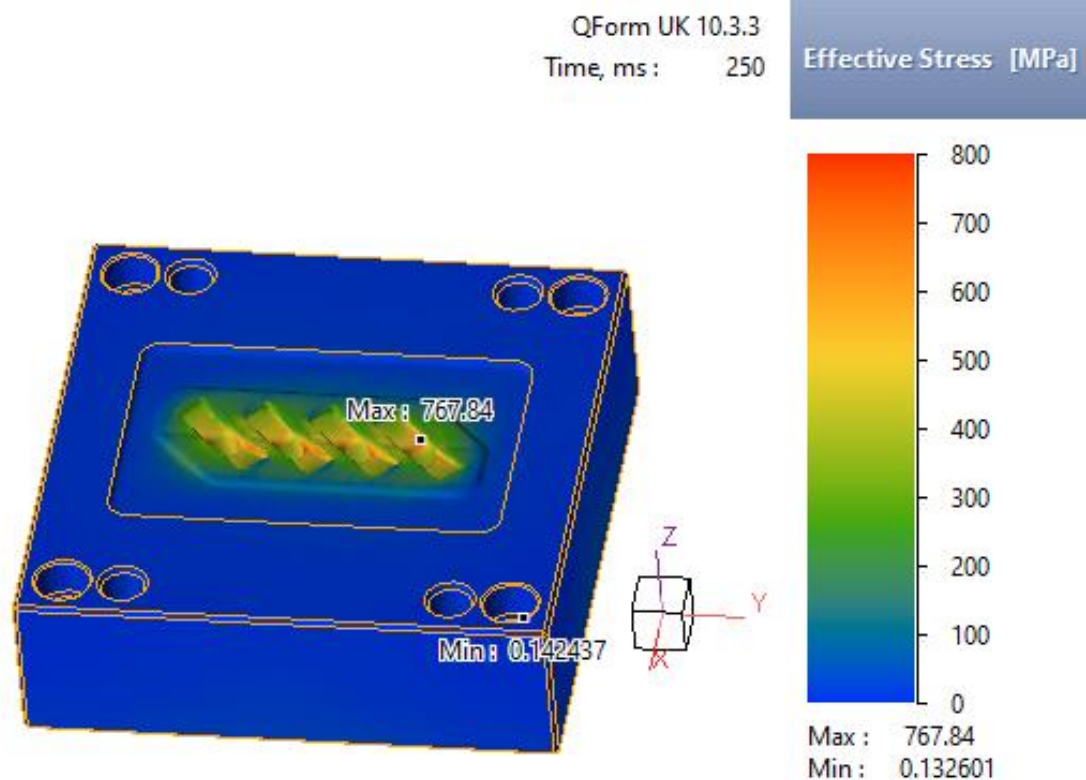 QForm UK 10.3.3
Time, ms : 250
Effective Stress [MPa]
800
700
600
500
400
300
200
100
0
Max : 767.84
Min : 0.132601
Max : 767.84
Min : 0.142437
Z
Y
X